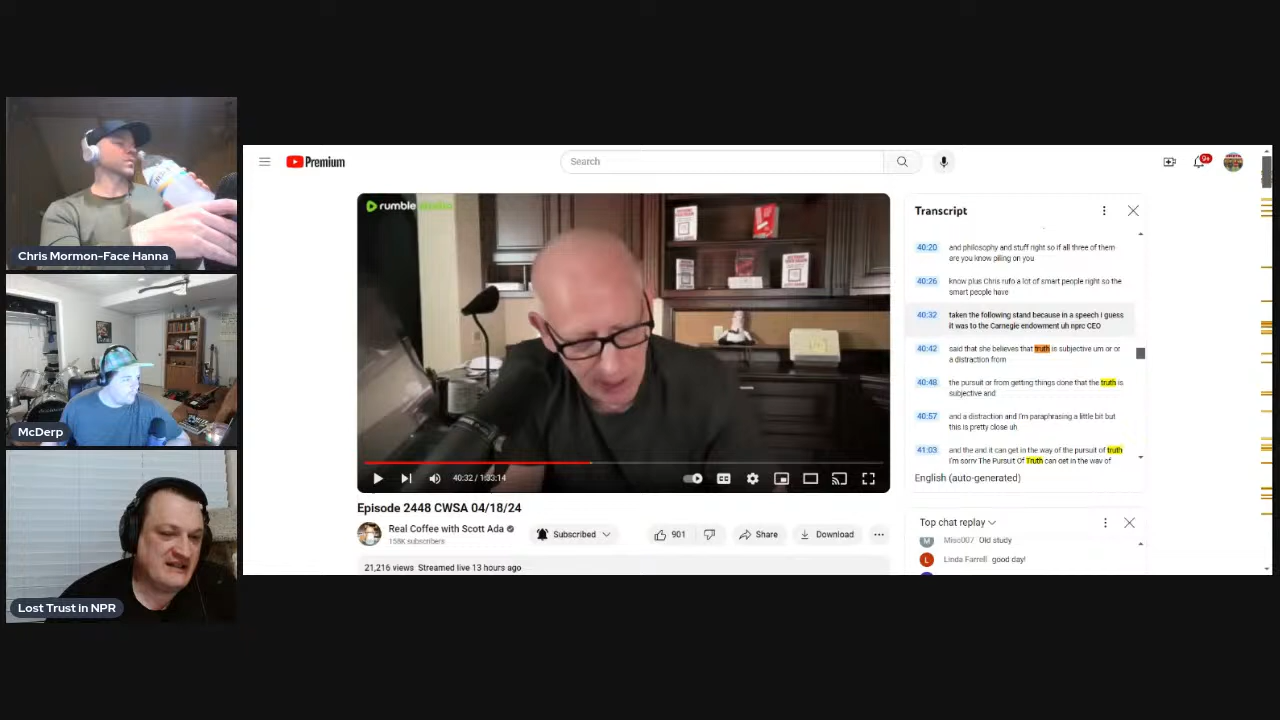 Chris Mormon-Face Hanna
McDerp
Lost Trust in NPR
Premium
Search
9+
rumble
40:32 / 1:33:14
Episode 2448 CWSA 04/18/24
Real Coffee with Scott Ada
158K subscribers
Subscribed
901
Share
Download
21,216 views Streamed live 13 hours ago
Transcript
40:20 and philosophy and stuff right so if all three of them
are you know piling on you
40:26 know plus Chris rufo a lot of smart people right so the
smart people have
40:32 taken the following stand because in a speech I guess
it was to the Carnegie endowment uh nprc CEO
40:42 said that she believes that truth is subjective um or or
a distraction from
40:48 the pursuit or from getting things done that the truth is
subjective and
40:57 and a distraction and I'm paraphrasing a little bit but
this is pretty close uh
41:03 and the and it can get in the way of the pursuit of truth
I'm sorry The Pursuit Of Truth can get in the way of
English (auto-generated)
Top chat replay
Misc007 Old study
Linda Farrell good day!